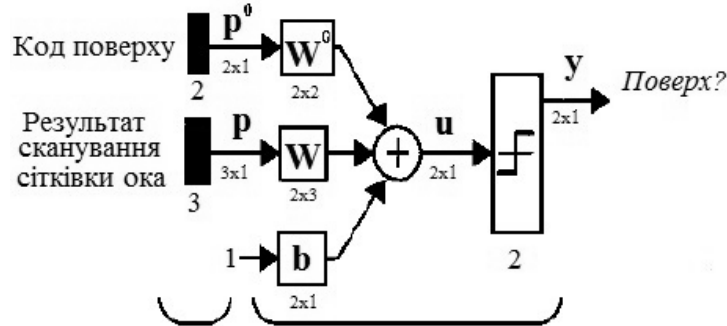 Код поверху
p⁰
2x1
2
W⁰
2x2
Результат
сканування
сітківки ока
p
3x1
3
W
2x3
+
u
2x1
y
2x1
2
Поверх?
1
b
2x1